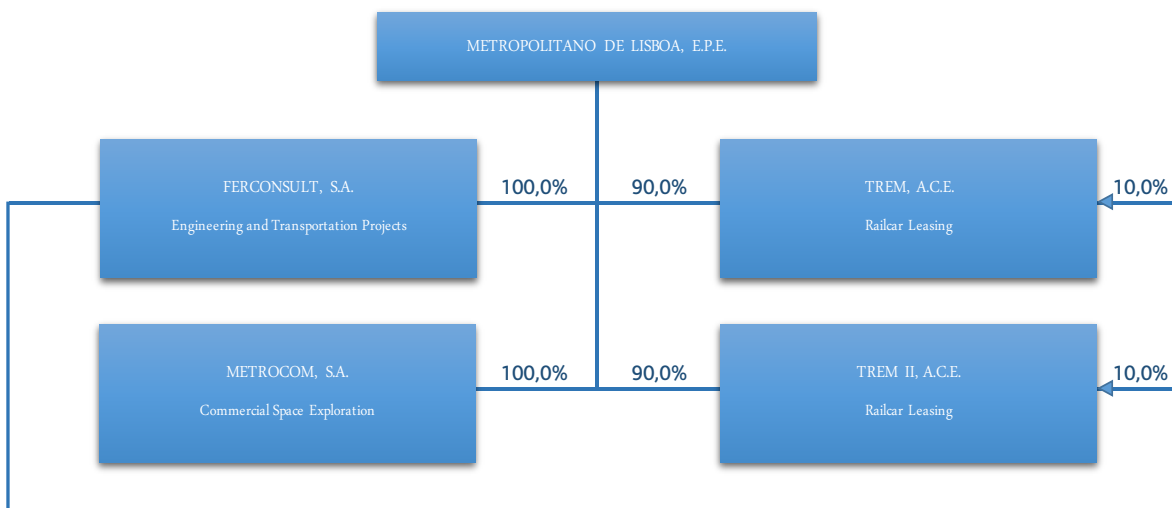 METROPOLITANO DE LISBOA, E.P.E.
FERCONSULT, S.A.
Engineering and Transportation Projects
100,0%
90,0%
TREM, A.C.E.
Railcar Leasing
10,0%
METROCOM, S.A.
Commercial Space Exploration
100,0%
90,0%
TREM II, A.C.E.
Railcar Leasing
10,0%